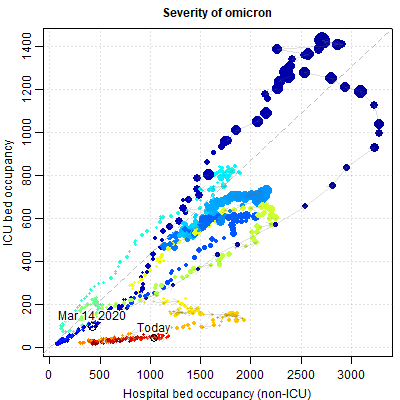 Severity of omicron
ICU bed occupancy
1400
1200
1000
800
600
400
200
0
Mar 14 2020
Today
0 500 1000 1500 2000 2500 3000
Hospital bed occupancy (non-ICU)